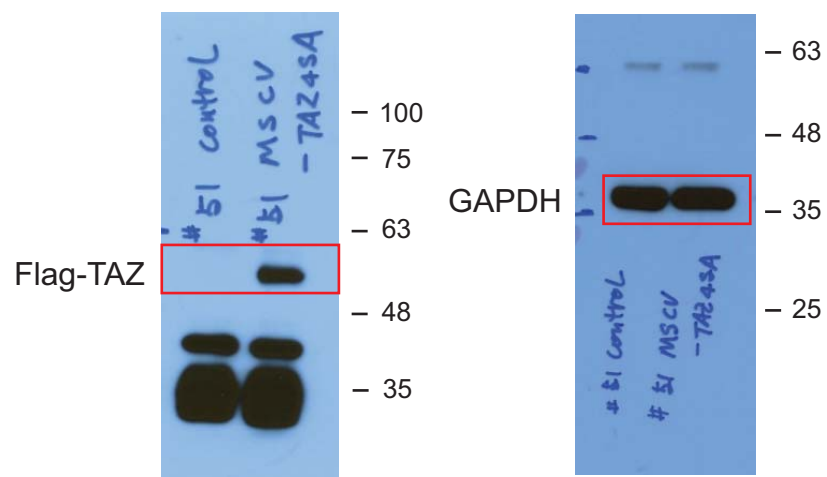 # 51 control
# 51 MSCV
-TAZ4SA
Flag-TAZ
– 100
– 75
– 63
– 48
– 35
GAPDH
– 63
– 48
– 35
– 25
# 51 control
# 51 MSCV
-TAZ4SA